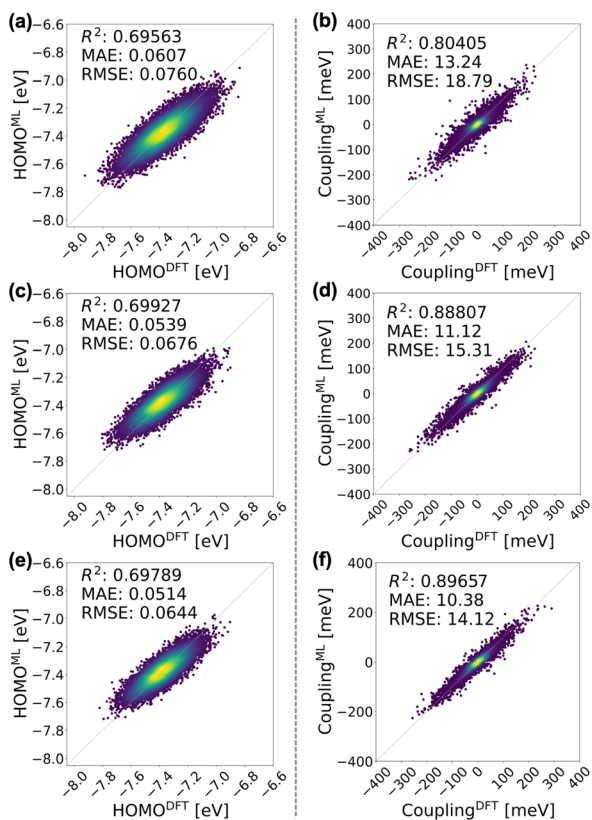 (a)
R²: 0.69563
MAE: 0.0607
RMSE: 0.0760
HOMO^ML [eV]
−6.6
−6.8
−7.0
−7.2
−7.4
−7.6
−7.8
−8.0
−8.0 −7.8 −7.6 −7.4 −7.2 −7.0 −6.8 −6.6
HOMO^DFT [eV]
(b)
R²: 0.80405
MAE: 13.24
RMSE: 18.79
Coupling^ML [meV]
400
300
200
100
0
−100
−200
−300
−400
−400 −300 −200 −100 0 100 200 300 400
Coupling^DFT [meV]
(c)
R²: 0.69927
MAE: 0.0539
RMSE: 0.0676
HOMO^ML [eV]
−6.6
−6.8
−7.0
−7.2
−7.4
−7.6
−7.8
−8.0
−8.0 −7.8 −7.6 −7.4 −7.2 −7.0 −6.8 −6.6
HOMO^DFT [eV]
(d)
R²: 0.88807
MAE: 11.12
RMSE: 15.31
Coupling^ML [meV]
400
300
200
100
0
−100
−200
−300
−400
−400 −300 −200 −100 0 100 200 300 400
Coupling^DFT [meV]
(e)
R²: 0.69789
MAE: 0.0514
RMSE: 0.0644
HOMO^ML [eV]
−6.6
−6.8
−7.0
−7.2
−7.4
−7.6
−7.8
−8.0
−8.0 −7.8 −7.6 −7.4 −7.2 −7.0 −6.8 −6.6
HOMO^DFT [eV]
(f)
R²: 0.89657
MAE: 10.38
RMSE: 14.12
Coupling^ML [meV]
400
200
0
−200
−400
−400 −300 −200 −100 0 100 200 300 400
Coupling^DFT [meV]